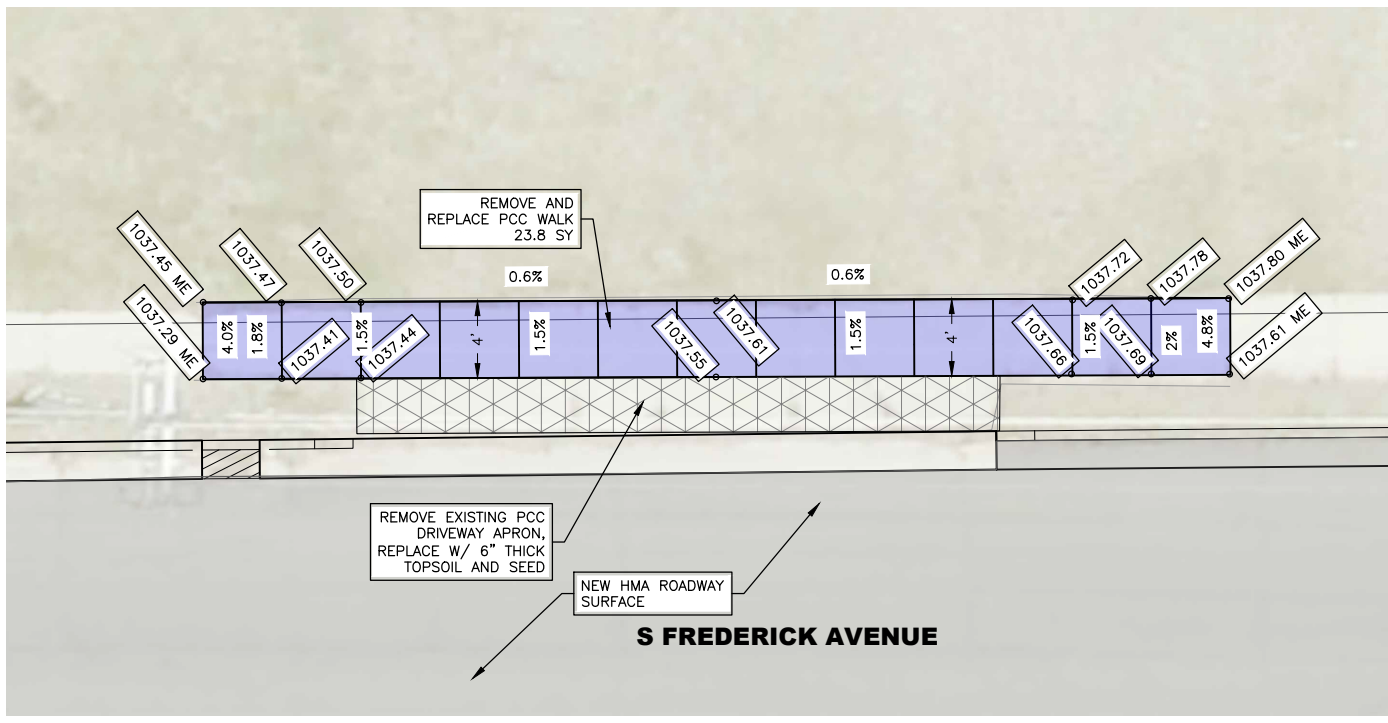 REMOVE AND
REPLACE PCC WALK
23.8 SY
1037.45 ME
1037.47
1037.50
0.6%
0.6%
1037.72
1037.78
1037.80 ME
1037.29 ME
4.0%
1.8%
1037.41
1.5%
1037.44
4'
1.5%
1037.55
1037.61
1.5%
4'
1037.66
1.5%
1037.69
2%
4.8%
1037.61 ME
REMOVE EXISTING PCC
DRIVEWAY APRON,
REPLACE W/ 6" THICK
TOPSOIL AND SEED
NEW HMA ROADWAY
SURFACE
S FREDERICK AVENUE